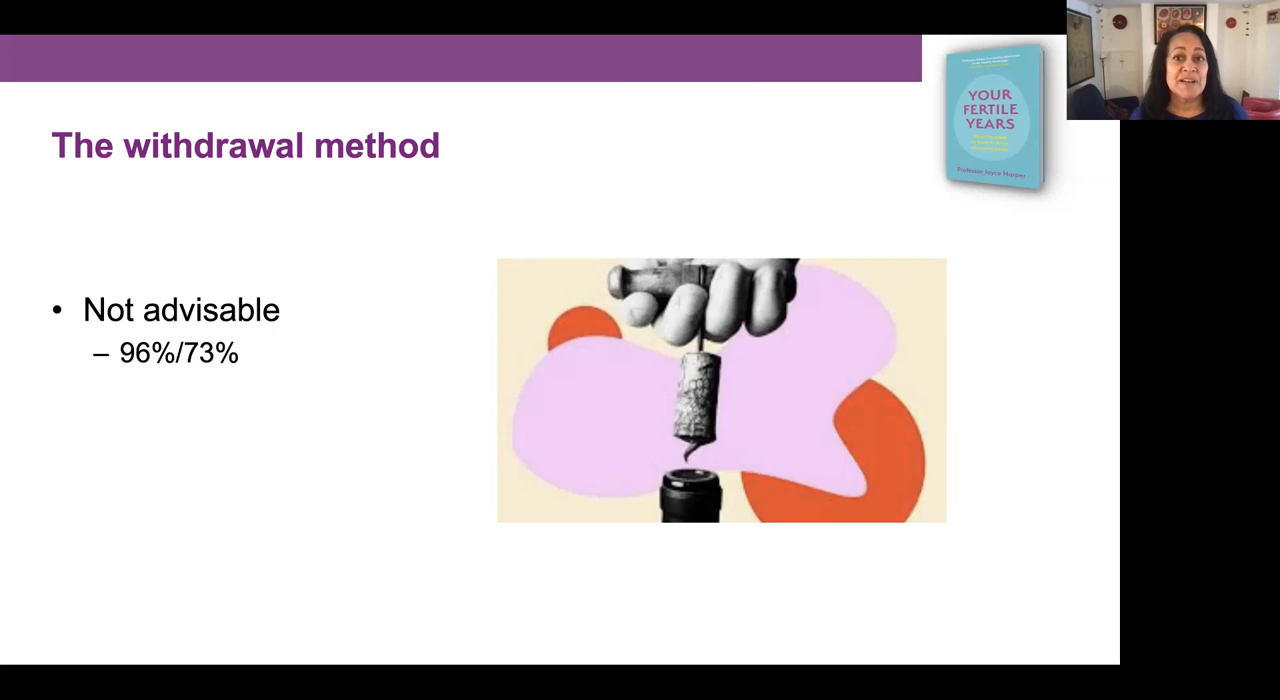 The withdrawal method
• Not advisable
– 96%/73%
YOUR
FERTILE
YEARS
Professor Joyce Harper